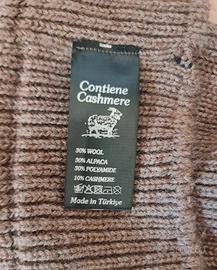 Contiene
Cashmere
30% WOOL
30% ALPACA
30% POLYAMIDE
10% CASHMERE
Made in Türkiye